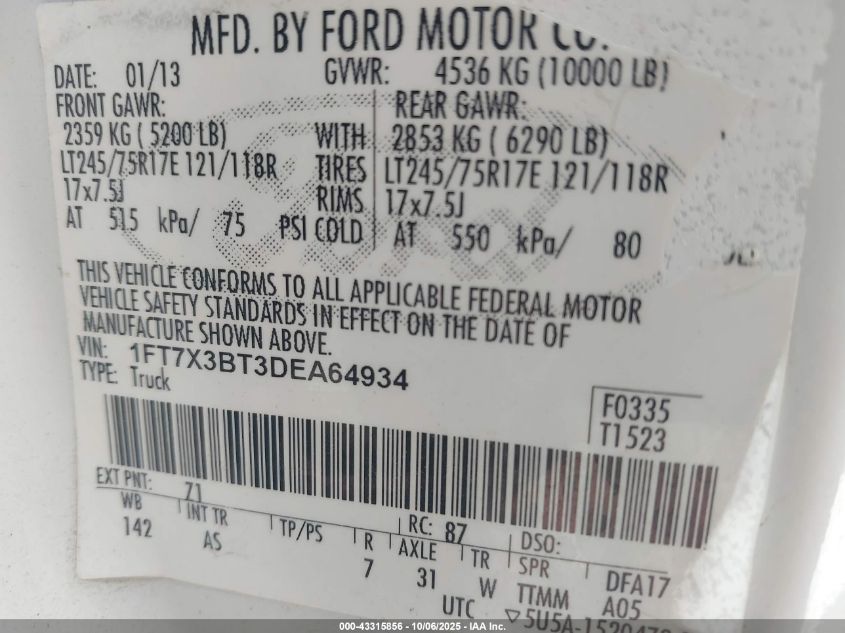 MFD. BY FORD MOTOR CO.
DATE: 01/13 GVWR: 4536 KG (10000 LB)
FRONT GAWR: REAR GAWR:
2359 KG ( 5200 LB) WITH 2853 KG ( 6290 LB)
LT245/75R17E 121/118R TIRES LT245/75R17E 121/118R
17x7.5J RIMS 17x7.5J
AT 515 kPa/ 75 PSI COLD AT 550 kPa/ 80
THIS VEHICLE CONFORMS TO ALL APPLICABLE FEDERAL MOTOR
VEHICLE SAFETY STANDARDS IN EFFECT ON THE DATE OF
MANUFACTURE SHOWN ABOVE.
VIN: 1FT7X3BT3DEA64934
TYPE: Truck
F0335
T1523
EXT PNT: 71 RC: 87 DSO:
WB INT TR TP/PS R AXLE TR SPR
142 AS 7 31 W TTMM DFA17
A05
UTC ▽5U5A-
000-43315856 | 10/06/2025 | IAA Inc.